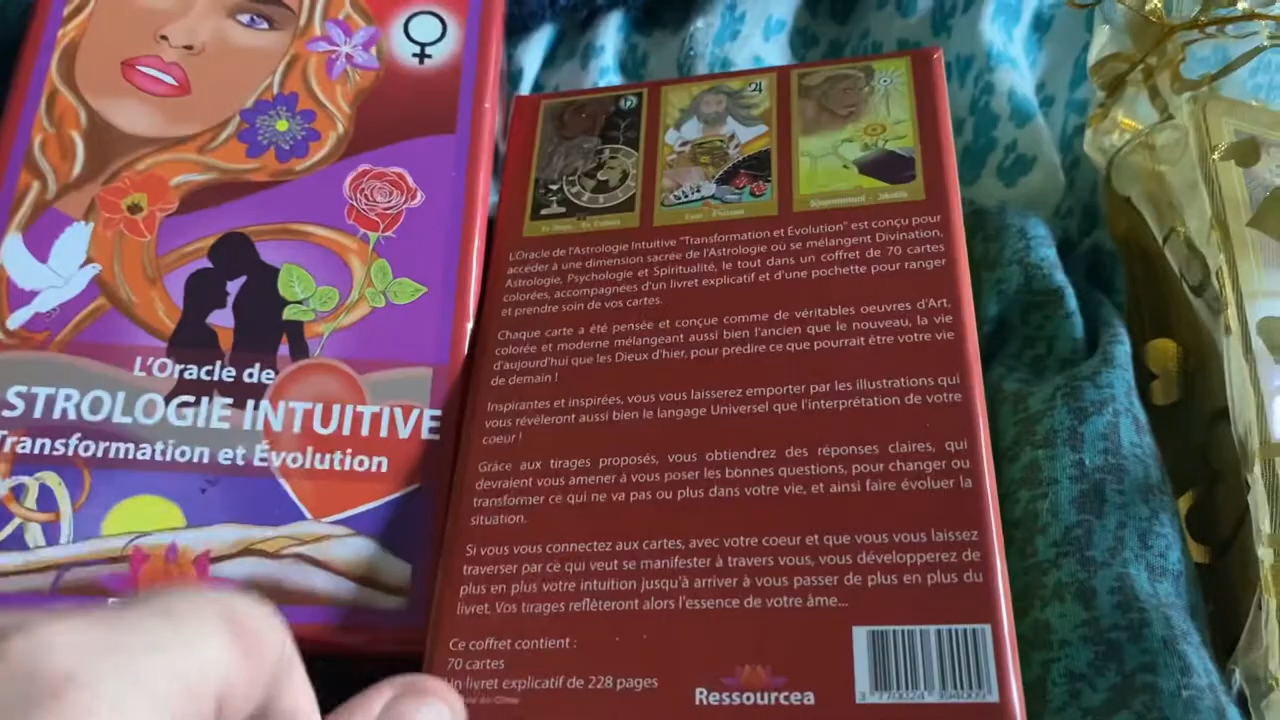 L'Oracle de
STROLOGIE INTUITIVE
Transformation et Évolution
L'Oracle de l'Astrologie Intuitive "Transformation et Évolution" est conçu pour
accéder à une dimension sacrée de l'Astrologie où se mélangent Divination,
Astrologie, Psychologie et Spiritualité, le tout dans un coffret de 70 cartes
colorées, accompagnées d'un livret explicatif et d'une pochette pour ranger
et prendre soin de vos cartes.
Chaque carte a été pensée et conçue comme de véritables oeuvres d'Art,
colorée et moderne mélangeant aussi bien l'ancien que le nouveau, la vie
d'aujourd'hui que les Dieux d'hier, pour predire ce que pourrait être votre vie
de demain !
Inspirantes et inspirées, vous vous laisserez emporter par les illustrations qui
vous révèleront aussi bien le langage Universel que l'interprétation de votre
coeur !
Grâce aux tirages proposés, vous obtiendrez des réponses claires, qui
devraient vous amener à vous poser les bonnes questions, pour changer ou
transformer ce qui ne va pas ou plus dans votre vie, et ainsi faire évoluer la
situation.
Si vous vous connectez aux cartes, avec votre coeur et que vous vous laissez
traverser par ce qui veut se manifester à travers vous, vous développerez de
plus en plus votre intuition jusqu'à arriver à vous passer de plus en plus du
livret. Vos tirages reflèteront alors l'essence de votre âme...
Ce coffret contient :
70 cartes
Un livret explicatif de 228 pages
Ressourcea